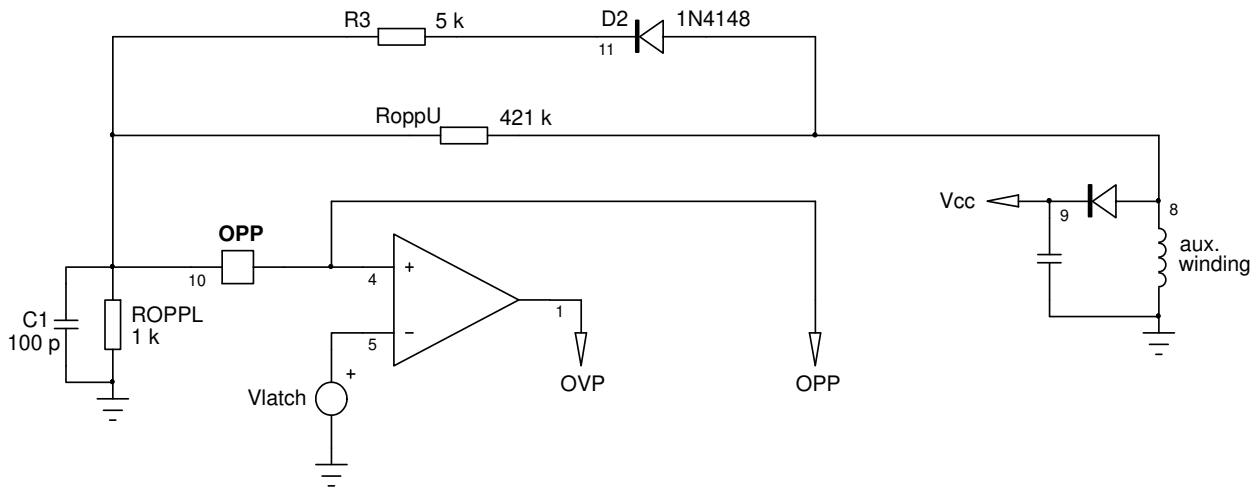 R3
5 k
D2
1N4148
11
RoppU
421 k
Vcc
9
8
aux.
winding
OPP
10
4
+
C1
100 p
ROPPL
1 k
5
−
1
Vlatch
+
OVP
OPP